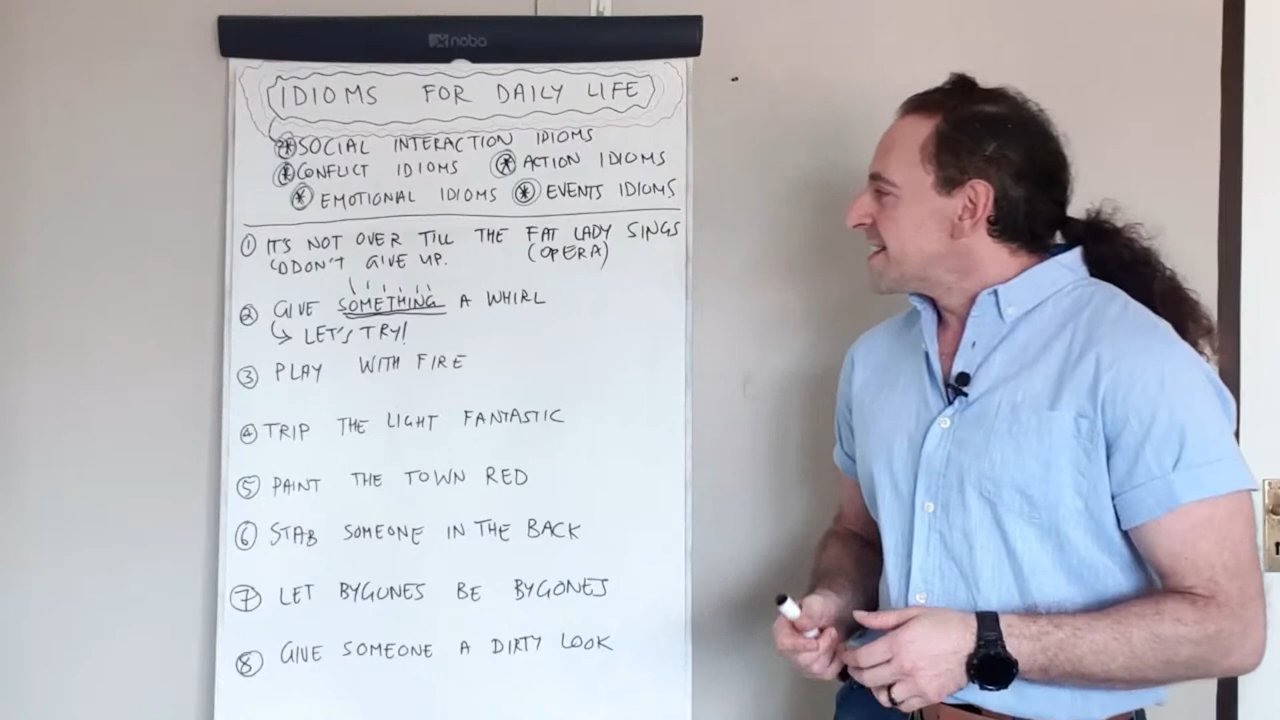 nobo
IDIOMS FOR DAILY LIFE
SOCIAL INTERACTION IDIOMS
CONFLICT IDIOMS ACTION IDIOMS
EMOTIONAL IDIOMS EVENTS IDIOMS
1 IT'S NOT OVER TILL THE FAT LADY SINGS
DON'T GIVE UP. (OPERA)
2 GIVE SOMETHING A WHIRL
LET'S TRY!
3 PLAY WITH FIRE
4 TRIP THE LIGHT FANTASTIC
5 PAINT THE TOWN RED
6 STAB SOMEONE IN THE BACK
7 LET BYGONES BE BYGONES
8 GIVE SOMEONE A DIRTY LOOK